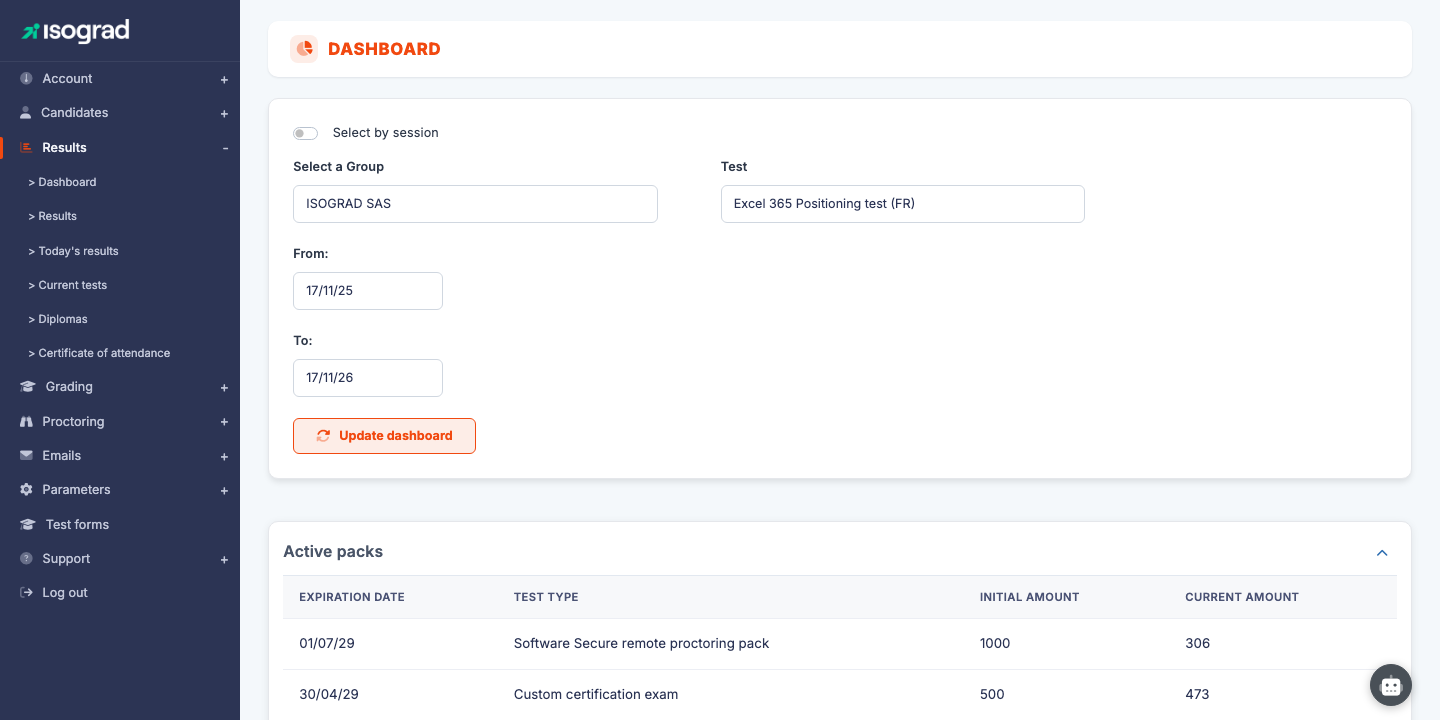 isograd
Account +
Candidates +
Results -
> Dashboard
> Results
> Today's results
> Current tests
> Diplomas
> Certificate of attendance
Grading +
Proctoring +
Emails +
Parameters +
Test forms
Support +
Log out
DASHBOARD
Select by session
Select a Group
ISOGRAD SAS
Test
Excel 365 Positioning test (FR)
From:
17/11/25
To:
17/11/26
Update dashboard
Active packs
EXPIRATION DATE TEST TYPE INITIAL AMOUNT CURRENT AMOUNT
01/07/29 Software Secure remote proctoring pack 1000 306
30/04/29 Custom certification exam 500 473